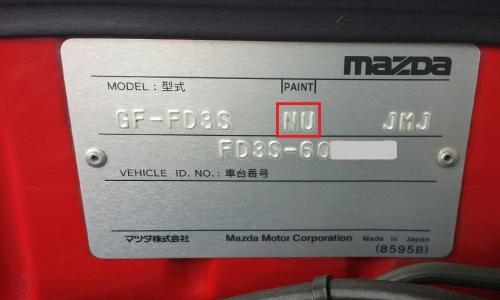 mazda
MODEL: 型式 PAINT
GF-FD3S NU JMJ
FD3S-60
VEHICLE ID. NO.: 車台番号
マツダ株式会社 Mazda Motor Corporation Made in Japan
(8595B)